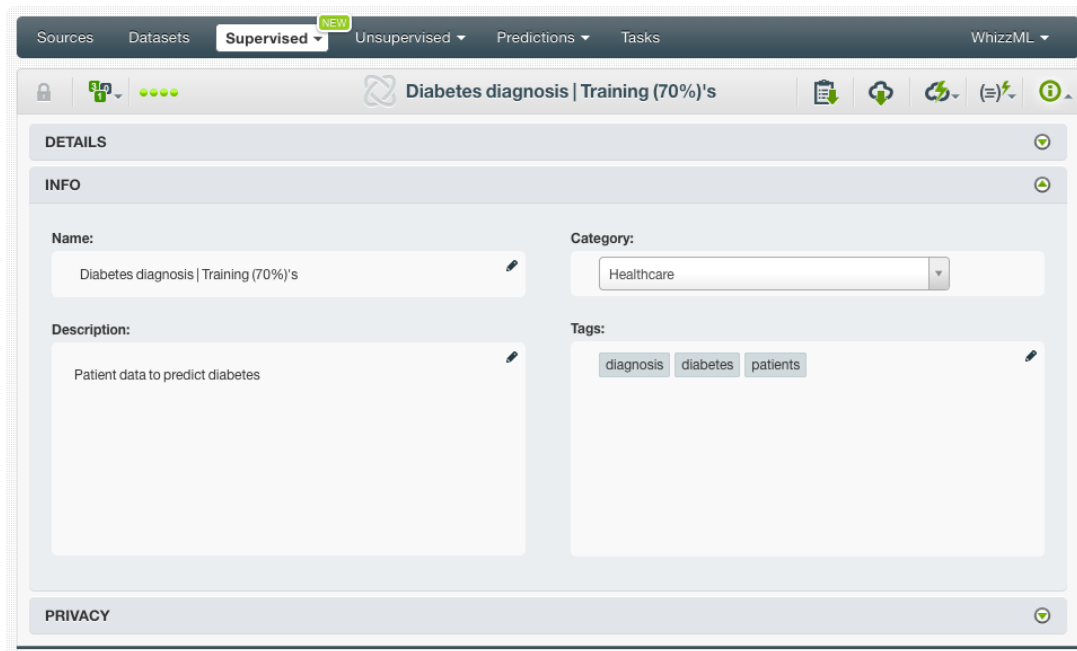 Sources Datasets Supervised NEW Unsupervised Predictions Tasks WhizzML
Diabetes diagnosis | Training (70%)'s
DETAILS
INFO
Name: Category:
Diabetes diagnosis | Training (70%)'s Healthcare
Description: Tags:
Patient data to predict diabetes diagnosis diabetes patients
PRIVACY